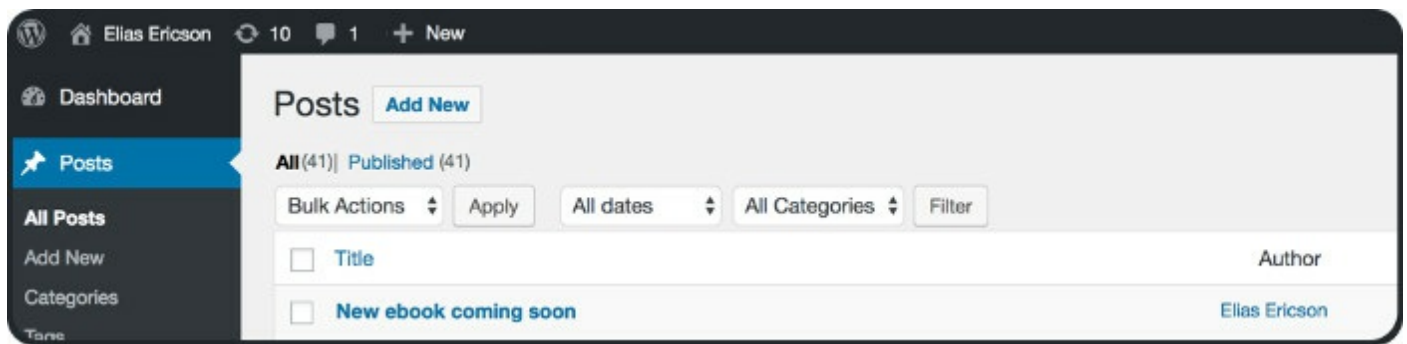 Elias Ericson 10 1 + New
Dashboard
Posts
All Posts
Add New
Categories
Tags
Posts Add New
All (41)| Published (41)
Bulk Actions Apply All dates All Categories Filter
Title Author
New ebook coming soon Elias Ericson